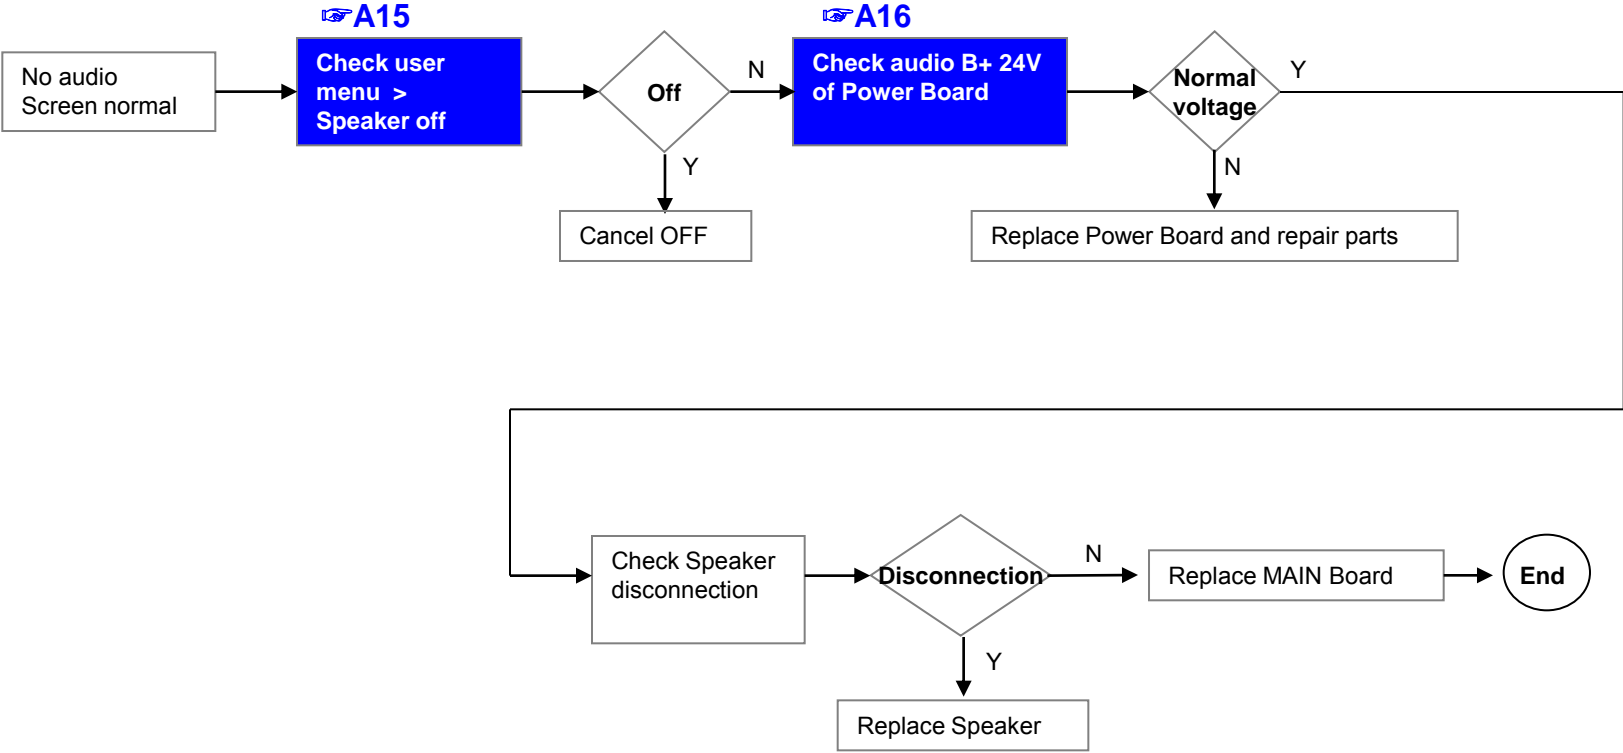 ☞A15
☞A16
No audio
Screen normal
Check user
menu >
Speaker off
Off
N
Y
Cancel OFF
Check audio B+ 24V
of Power Board
Normal
voltage
Y
N
Replace Power Board and repair parts
Check Speaker
disconnection
Disconnection
N
Y
Replace Speaker
Replace MAIN Board
End